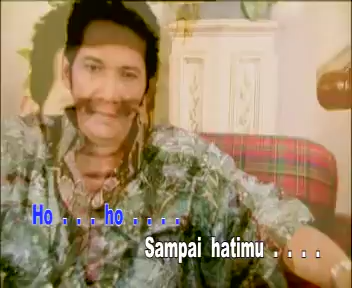 Ho . . . ho . . . .
Sampai hatimu . . . .